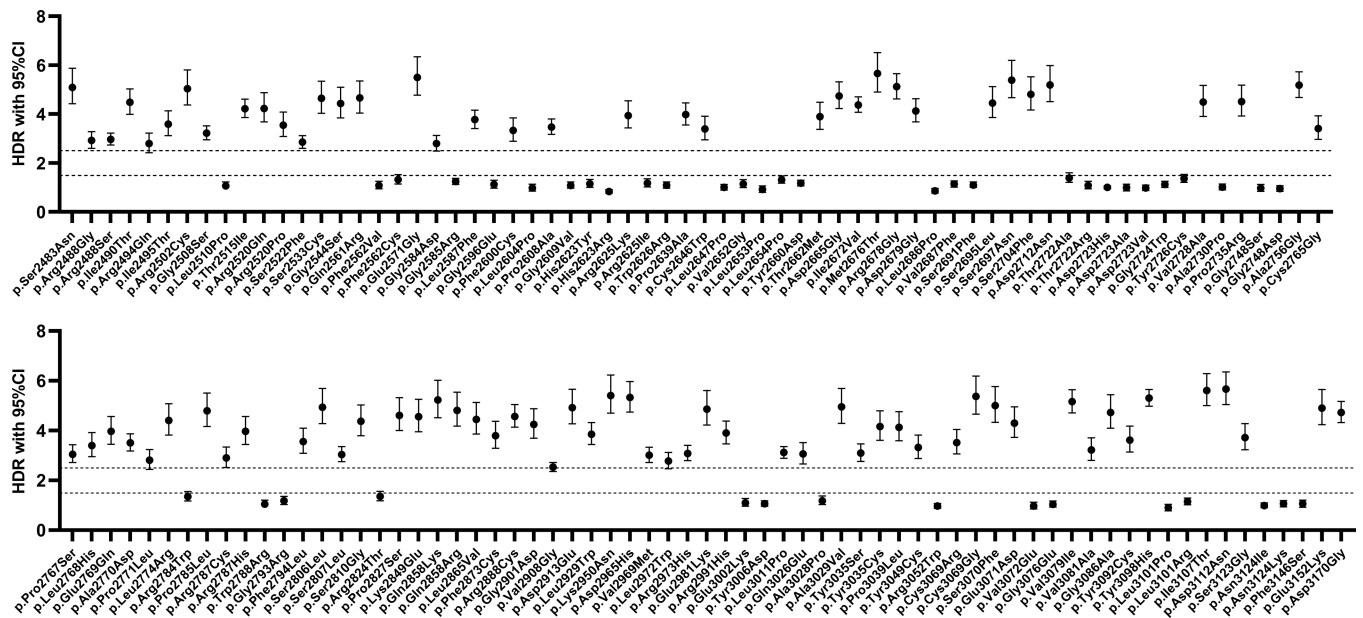 HDR with 95%CI
8
6
4
2
0
p.Ser2483Asn
p.Arg2488Gly
p.Arg2488Ser
p.Ile2490Thr
p.Arg2494Gln
p.Ile2495Thr
p.Arg2502Cys
p.Gly2508Ser
p.Leu2510Pro
p.Thr2515Ile
p.Arg2520Gln
p.Arg2520Pro
p.Ser2522Phe
p.Ser2533Cys
p.Gly2544Ser
p.Gln2561Arg
p.Phe2562Val
p.Phe2562Cys
p.Glu2571Gly
p.Gly2584Asp
p.Gly2585Arg
p.Leu2587Phe
p.Gly2596Glu
p.Phe2600Cys
p.Leu2604Pro
p.Pro2608Ala
p.Gly2609Val
p.His2623Tyr
p.His2623Arg
p.Arg2625Lys
p.Arg2625Ile
p.Trp2626Arg
p.Pro2639Ala
p.Cys2646Trp
p.Leu2647Pro
p.Val2652Gly
p.Leu2653Pro
p.Leu2654Pro
p.Tyr2660Asp
p.Thr2662Met
p.Asp2665Gly
p.Ile2672Val
p.Met2676Thr
p.Arg2678Gly
p.Asp2679Gly
p.Leu2686Pro
p.Val2687Phe
p.Ser2691Phe
p.Ser2695Leu
p.Ser2697Asn
p.Ser2704Phe
p.Asp2712Asn
p.Thr2722Ala
p.Thr2722Arg
p.Asp2723His
p.Asp2723Ala
p.Asp2723Val
p.Gly2724Trp
p.Tyr2726Cys
p.Val2728Ala
p.Ala2730Pro
p.Pro2735Arg
p.Gly2748Ser
p.Gly2748Asp
p.Ala2756Gly
p.Cys2765Gly
HDR with 95%CI
8
6
4
2
0
p.Pro2767Ser
p.Leu2768His
p.Glu2769Gln
p.Ala2770Asp
p.Pro2771Leu
p.Leu2774Arg
p.Arg2784Trp
p.Pro2785Leu
p.Arg2787Cys
p.Arg2787His
p.Trp2788Arg
p.Gly2793Arg
p.Phe2794Leu
p.Ser2806Leu
p.Ser2807Leu
p.Ser2810Gly
p.Arg2824Thr
p.Pro2827Ser
p.Lys2849Glu
p.Gln2858Lys
p.Gln2858Arg
p.Leu2865Val
p.Phe2873Cys
p.Arg2888Cys
p.Gly2901Asp
p.Val2908Gly
p.Asp2913Glu
p.Leu2929Trp
p.Lys2950Asn
p.Asp2965His
p.Val2969Met
p.Leu2972Trp
p.Arg2973His
p.Glu2981Lys
p.Arg2991His
p.Glu3002Lys
p.Tyr3006Asp
p.Leu3011Pro
p.Gln3026Glu
p.Ala3028Pro
p.Ala3029Val
p.Tyr3035Ser
p.Tyr3035Cys
p.Pro3039Leu
p.Tyr3049Cys
p.Arg3052Trp
p.Cys3069Arg
p.Cys3069Gly
p.Ser3070Phe
p.Glu3071Asp
p.Val3072Glu
p.Gly3076Glu
p.Val3079Ile
p.Val3081Ala
p.Gly3086Ala
p.Tyr3092Cys
p.Tyr3098His
p.Leu3101Pro
p.Leu3101Arg
p.Ile3107Thr
p.Asp3112Asn
p.Ser3123Gly
p.Asn3124Ile
p.Asn3124Lys
p.Phe3146Ser
p.Glu3152Lys
p.Asp3170Gly